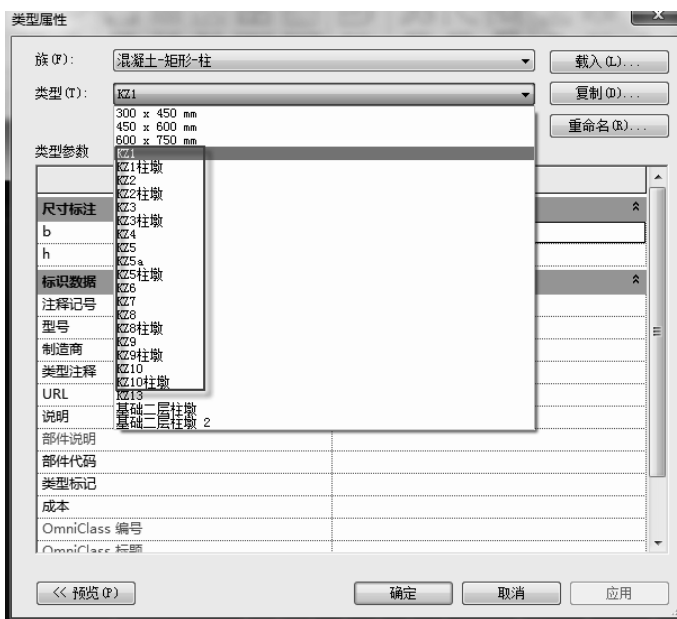 类型属性
族(F):
混凝土-矩形-柱
载入(L)...
类型(T):
KZ1
复制(D)...
300 x 450 mm
450 x 600 mm
600 x 750 mm
重命名(R)...
类型参数
KZ1
KZ1柱墩
KZ2
KZ2柱墩
KZ3
KZ3柱墩
KZ4
KZ5
KZ5a
KZ5柱墩
KZ6
KZ7
KZ8
KZ8柱墩
KZ9
KZ9柱墩
KZ10
KZ10柱墩
KZ13
基础二层柱墩
基础二层柱墩 2
尺寸标注
b
h
标识数据
注释记号
型号
制造商
类型注释
URL
说明
部件说明
部件代码
类型标记
成本
OmniClass 编号
OmniClass 标题
<< 预览(P)
确定
取消
应用